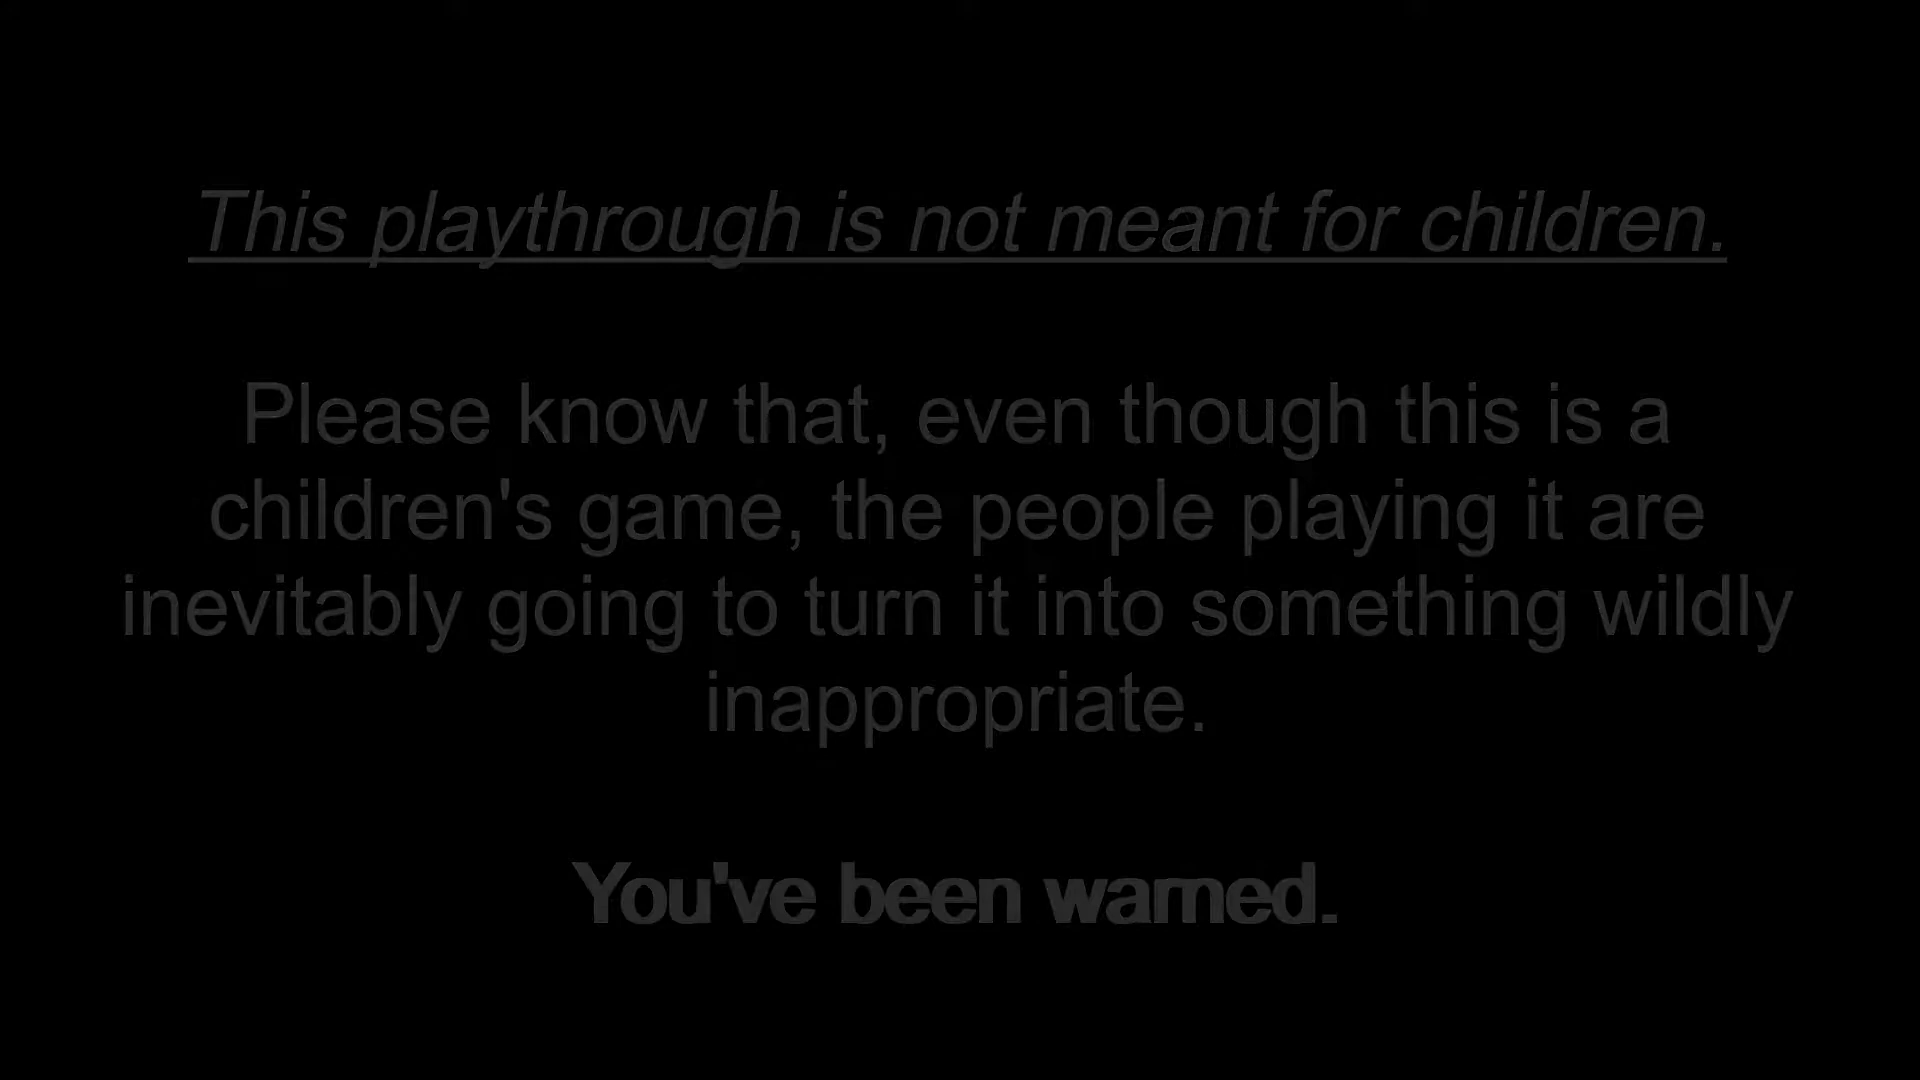 This playthrough is not meant for children.
Please know that, even though this is a
children's game, the people playing it are
inevitably going to turn it into something wildly
inappropriate.
You've been warned.